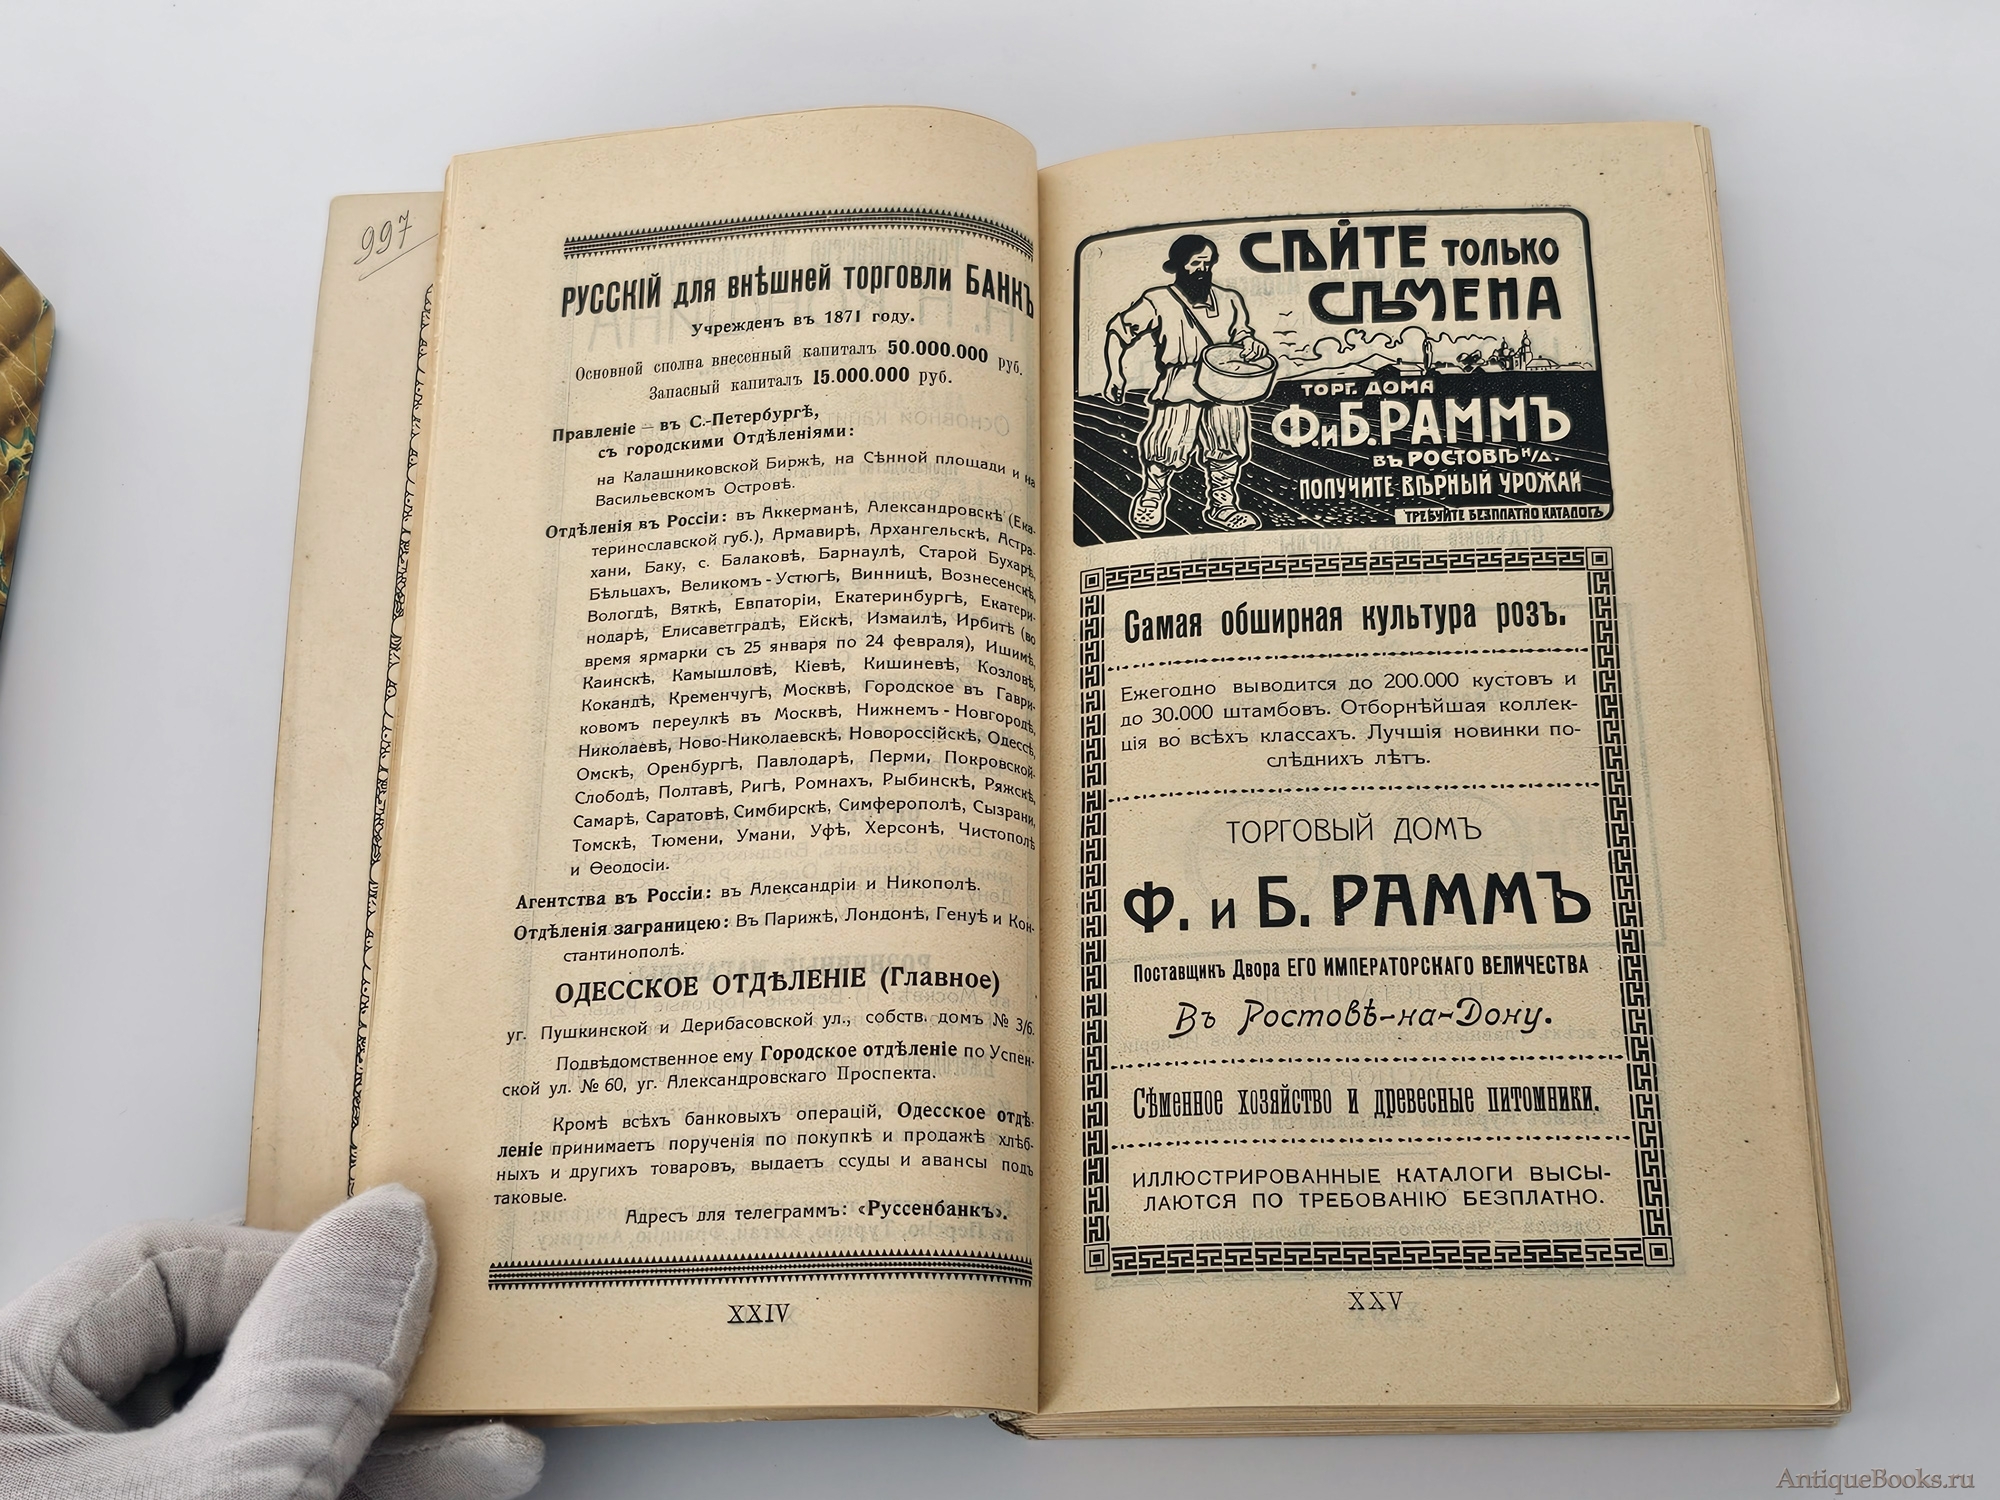 997
РУССКІЙ для внѣшней торговли БАНКЪ
Учрежденъ въ 1871 году.
Основной сполна внесенный капиталъ 50.000.000 руб.
Запасный капиталъ 15.000.000 руб.
Правленіе — въ С.-Петербургѣ,
съ городскими Отдѣленіями:
на Калашниковской Биржѣ, на Сѣнной площади и на
Васильевскомъ Островѣ.
Отдѣленія въ Россіи: въ Аккерманѣ, Александровскѣ (Ека-
теринославской губ.), Армавирѣ, Архангельскѣ, Астра-
хани, Баку, с. Балаковѣ, Барнаулѣ, Старой Бухарѣ,
Бѣльцахъ, Великомъ-Устюгѣ, Винницѣ, Вознесенскѣ,
Вологдѣ, Вяткѣ, Евпаторіи, Екатеринбургѣ, Екатери-
нодарѣ, Елисаветградѣ, Ейскѣ, Измаилѣ, Ирбитѣ (во
время ярмарки съ 25 января по 24 февраля), Ишимѣ,
Каинскѣ, Камышловѣ, Кіевѣ, Кишиневѣ, Козловѣ,
Кокандѣ, Кременчугѣ, Москвѣ, Городское въ Гаври-
ковомъ переулкѣ въ Москвѣ, Нижнемъ-Новгородѣ,
Николаевѣ, Ново-Николаевскѣ, Новороссійскѣ, Одессѣ,
Омскѣ, Оренбургѣ, Павлодарѣ, Перми, Покровской-
Слободѣ, Полтавѣ, Ригѣ, Ромнахъ, Рыбинскѣ, Ряжскѣ,
Самарѣ, Саратовѣ, Симбирскѣ, Симферополѣ, Сызрани,
Томскѣ, Тюмени, Умани, Уфѣ, Херсонѣ, Чистополѣ
и Ѳеодосіи.
Агентства въ Россіи: въ Александріи и Никополѣ.
Отдѣленія заграницею: Въ Парижѣ, Лондонѣ, Генуѣ и Кон-
стантинополѣ.
ОДЕССКОЕ ОТДѢЛЕНІЕ (Главное)
уг. Пушкинской и Дерибасовской ул., собств. домъ № 3/6.
Подвѣдомственное ему Городское отдѣленіе по Успен-
ской ул. № 60, уг. Александровскаго Проспекта.
Кромѣ всѣхъ банковыхъ операцій, Одесское отдѣ-
леніе принимаетъ порученія по покупкѣ и продажѣ хлѣб-
ныхъ и другихъ товаровъ, выдаетъ ссуды и авансы подъ
таковые.
Адресъ для телеграммъ: «Руссенбанкъ».
XXIV
СѢЙТЕ ТОЛЬКО
СѢМЕНА
ТОРГ. ДОМА
Ф. и Б. РАММЪ
ВЪ РОСТОВѢ Н/Д.
ПОЛУЧИТЕ ВѢРНЫЙ УРОЖАЙ
ТРЕБУЙТЕ БЕЗПЛАТНО КАТАЛОГЪ
Самая обширная культура розъ.
Ежегодно выводится до 200.000 кустовъ и
до 30.000 штамбовъ. Отборнѣйшая коллек-
ція во всѣхъ классахъ. Лучшія новинки по-
слѣднихъ лѣтъ.
ТОРГОВЫЙ ДОМЪ
Ф. и Б. РАММЪ
Поставщикъ Двора ЕГО ИМПЕРАТОРСКАГО ВЕЛИЧЕСТВА
Въ Ростовѣ-на-Дону.
Сѣменное хозяйство и древесные питомники.
ИЛЛЮСТРИРОВАННЫЕ КАТАЛОГИ ВЫСЫ-
ЛАЮТСЯ ПО ТРЕБОВАНІЮ БЕЗПЛАТНО.
XXV
AntiqueBooks.ru